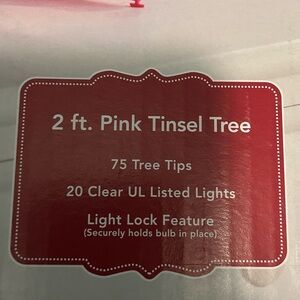 2 ft. Pink Tinsel Tree
75 Tree Tips
20 Clear UL Listed Lights
Light Lock Feature
(Securely holds bulb in place)